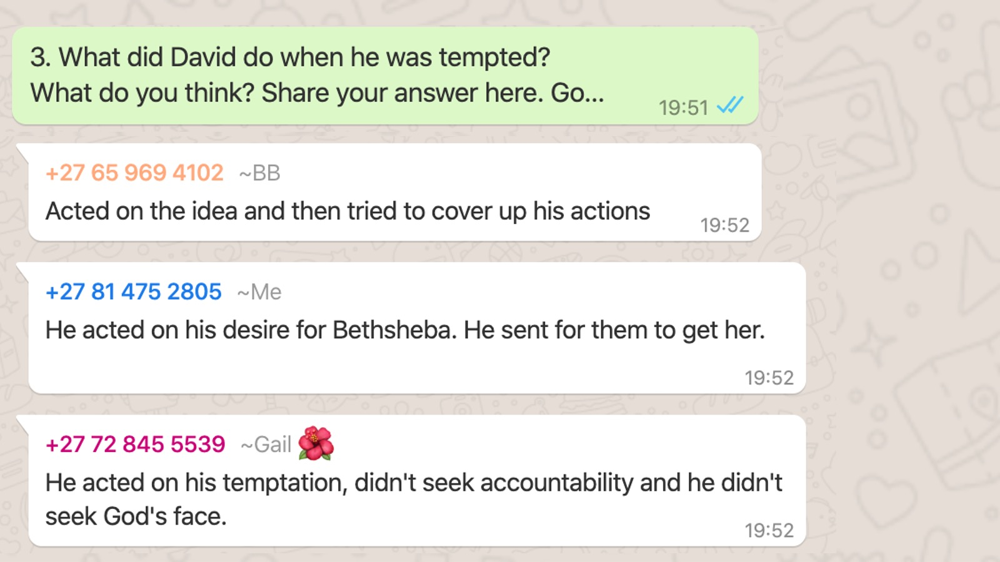 3. What did David do when he was tempted?
What do you think? Share your answer here. Go...
19:51
+27 65 969 4102 ~BB
Acted on the idea and then tried to cover up his actions
19:52
+27 81 475 2805 ~Me
He acted on his desire for Bethsheba. He sent for them to get her.
19:52
+27 72 845 5539 ~Gail 🌺
He acted on his temptation, didn't seek accountability and he didn't
seek God's face.
19:52